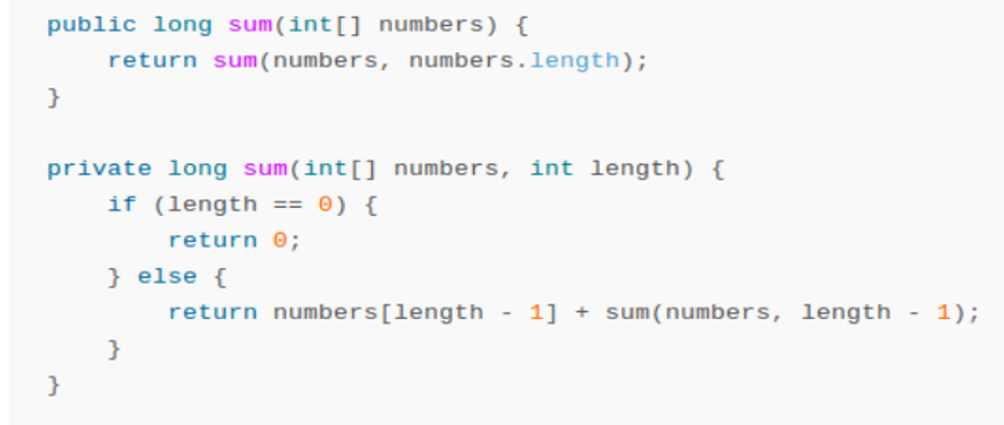 public long sum(int[] numbers) {
    return sum(numbers, numbers.length);
}

private long sum(int[] numbers, int length) {
    if (length == 0) {
        return 0;
    } else {
        return numbers[length - 1] + sum(numbers, length - 1);
    }
}